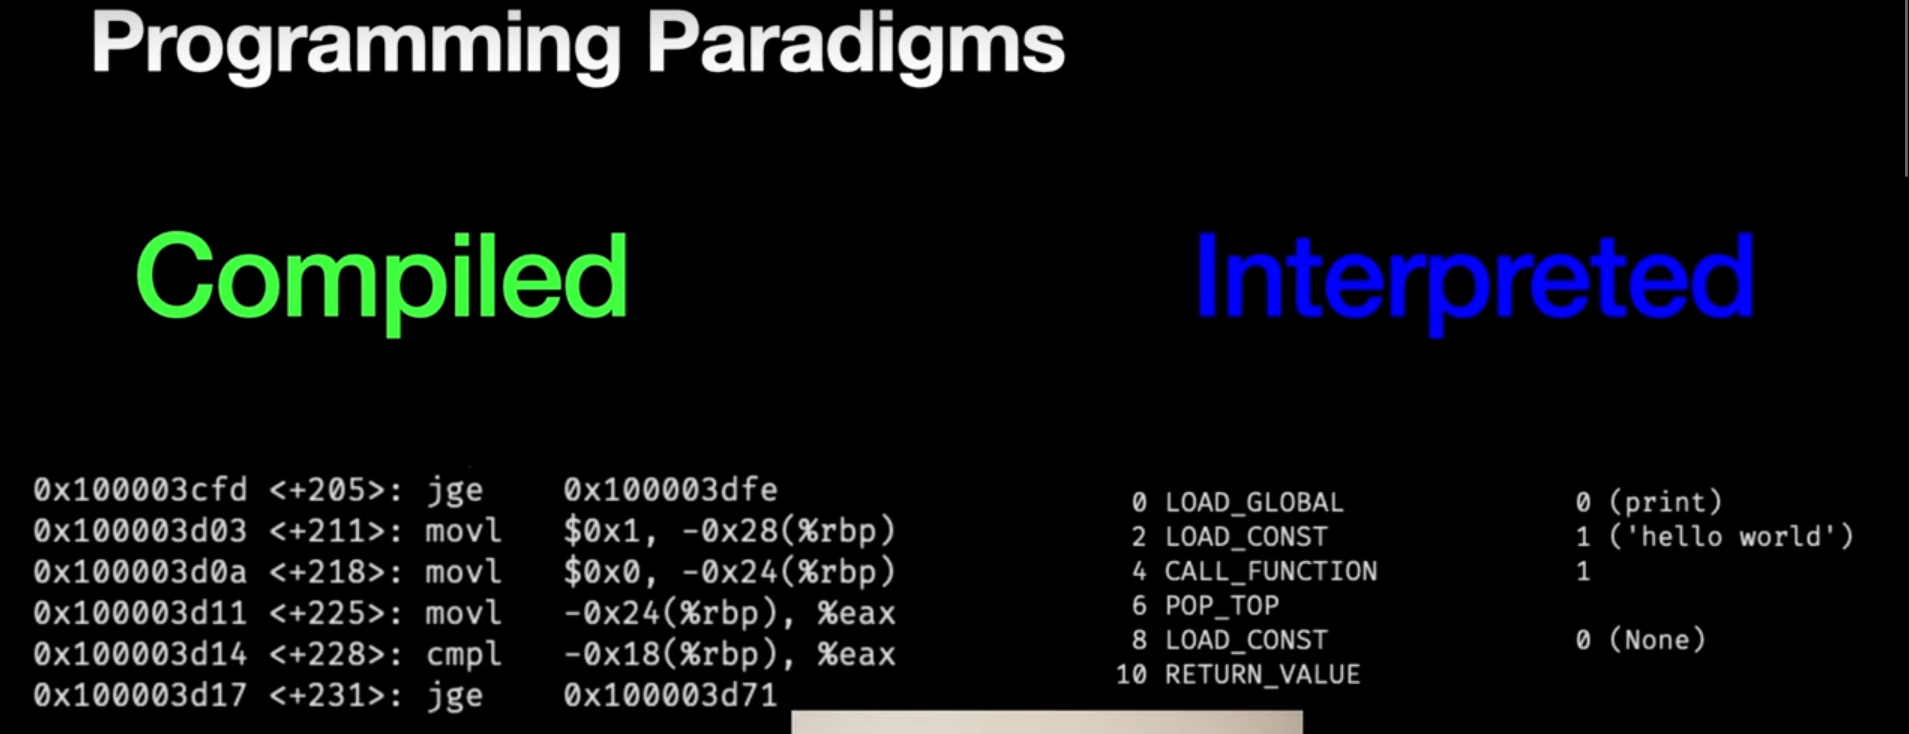 Programming Paradigms
Compiled
Interpreted
0x100003cfd <+205>: jge 0x100003dfe
0x100003d03 <+211>: movl $0x1, -0x28(%rbp)
0x100003d0a <+218>: movl $0x0, -0x24(%rbp)
0x100003d11 <+225>: movl -0x24(%rbp), %eax
0x100003d14 <+228>: cmpl -0x18(%rbp), %eax
0x100003d17 <+231>: jge 0x100003d71
0 LOAD_GLOBAL 0 (print)
2 LOAD_CONST 1 ('hello world')
4 CALL_FUNCTION 1
6 POP_TOP
8 LOAD_CONST 0 (None)
10 RETURN_VALUE